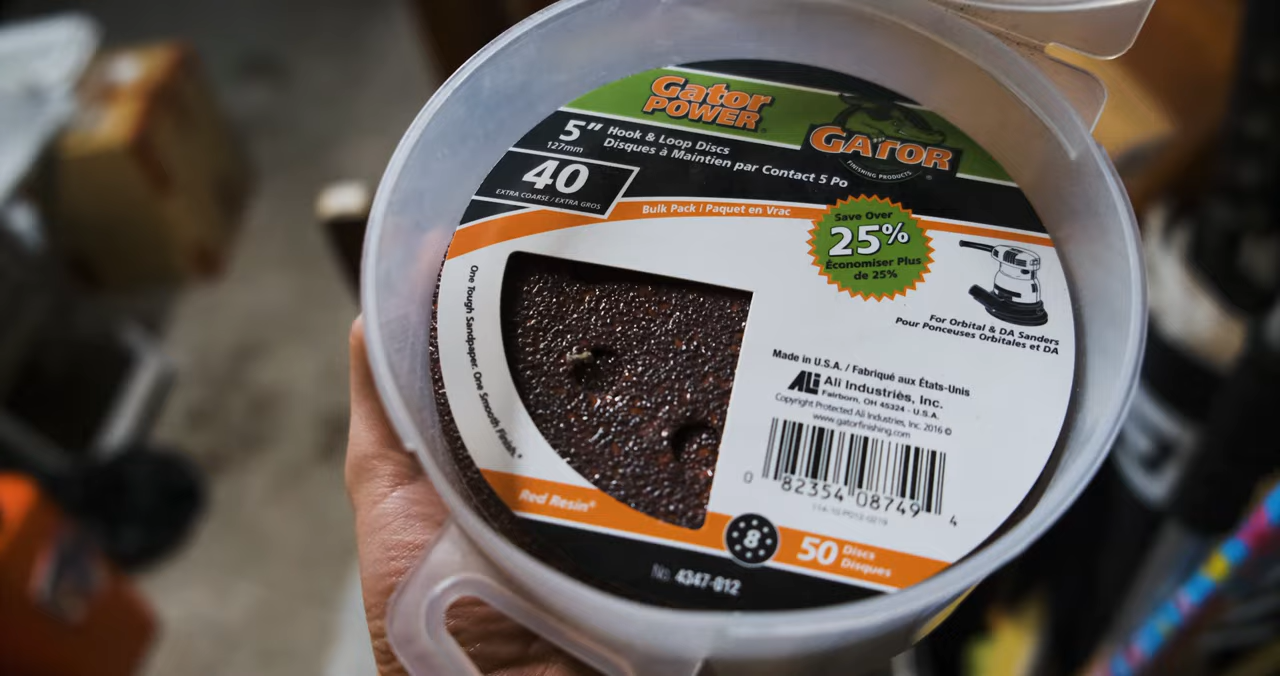 Gator
POWER®
GATOR®
FINISHING PRODUCTS
5"
127mm
Hook & Loop Discs
Disques à Maintien par Contact 5 Po
40
EXTRA COARSE / EXTRA GROS
Bulk Pack / Paquet en Vrac
Save Over
25%
Économiser Plus
de 25%
For Orbital & DA Sanders
Pour Ponceuses Orbitales et DA
One Tough Sandpaper. One Smooth Finish.®
Made in U.S.A. / Fabriqué aux États-Unis
ALi Ali Industries, Inc.
Fairborn, OH 45324 - U.S.A.
Copyright Protected Ali Industries, Inc. 2016 ©
www.gatorfinishing.com
0 82354 08749 4
Red Resin®
8
50 Discs
Disques
No. 4347-012